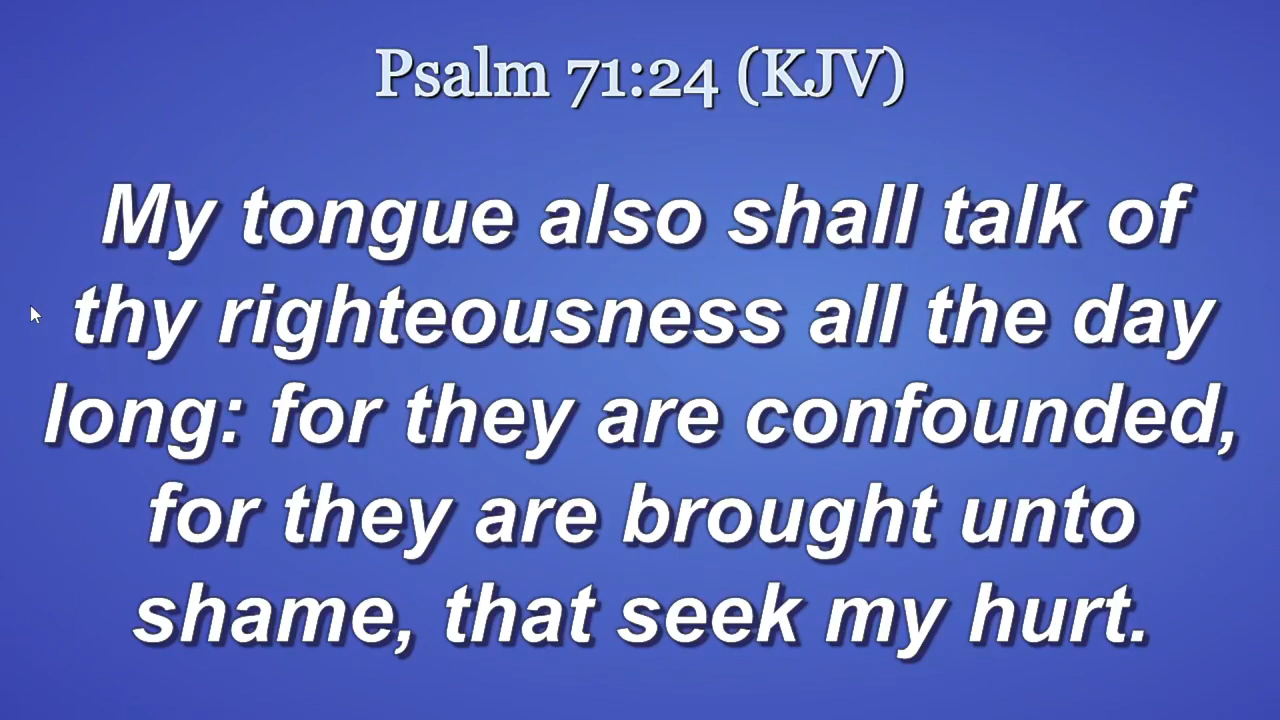 Psalm 71:24 (KJV)
My tongue also shall talk of
thy righteousness all the day
long: for they are confounded,
for they are brought unto
shame, that seek my hurt.